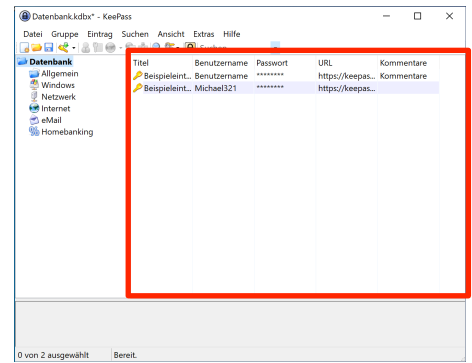 Datenbank.kdbx* - KeePass
Datei Gruppe Eintrag Suchen Ansicht Extras Hilfe
Suchen
Datenbank
Allgemein
Windows
Netzwerk
Internet
eMail
Homebanking
Titel Benutzername Passwort URL Kommentare
Beispieleint... Benutzername ******** https://keepas... Kommentare
Beispieleint... Michael321 ******** https://keepas...
0 von 2 ausgewählt Bereit.